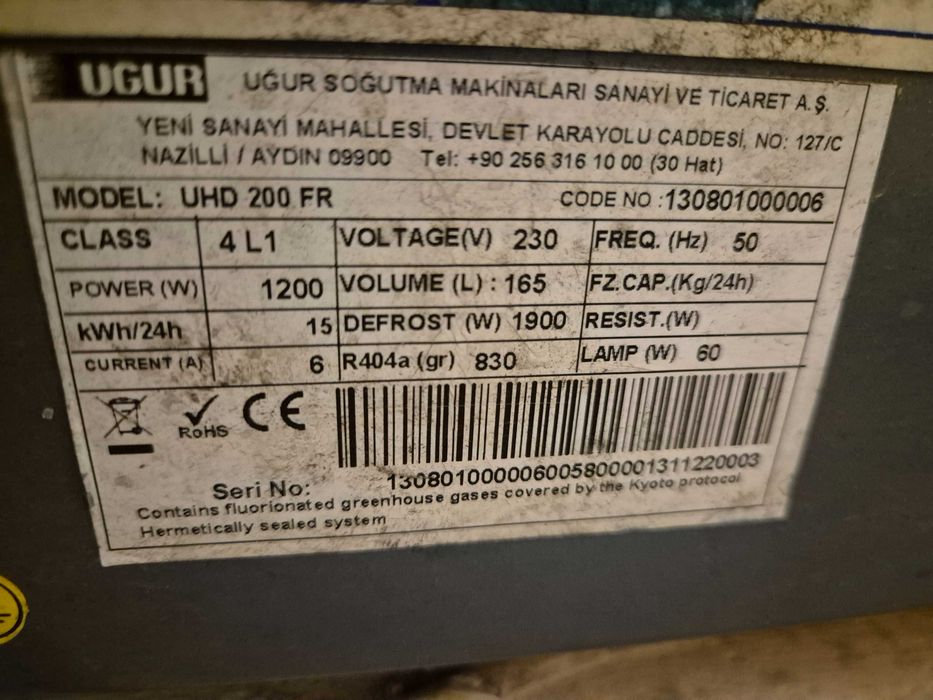 UGUR UĞUR SOĞUTMA MAKİNALARI SANAYİ VE TİCARET A.Ş.
YENİ SANAYİ MAHALLESİ, DEVLET KARAYOLU CADDESİ, NO: 127/C
NAZİLLİ / AYDIN 09900 Tel: +90 256 316 10 00 (30 Hat)
MODEL: UHD 200 FR CODE NO :130801000006
CLASS 4 L1 VOLTAGE(V) 230 FREQ. (Hz) 50
POWER (W) 1200 VOLUME (L) : 165 FZ.CAP.(Kg/24h)
kWh/24h 15 DEFROST (W) 1900 RESIST.(W)
CURRENT (A) 6 R404a (gr) 830 LAMP (W) 60
RoHS CE
Seri No: 130801000006005800001311220003
Contains fluorionated greenhouse gases covered by the Kyoto protocol
Hermetically sealed system